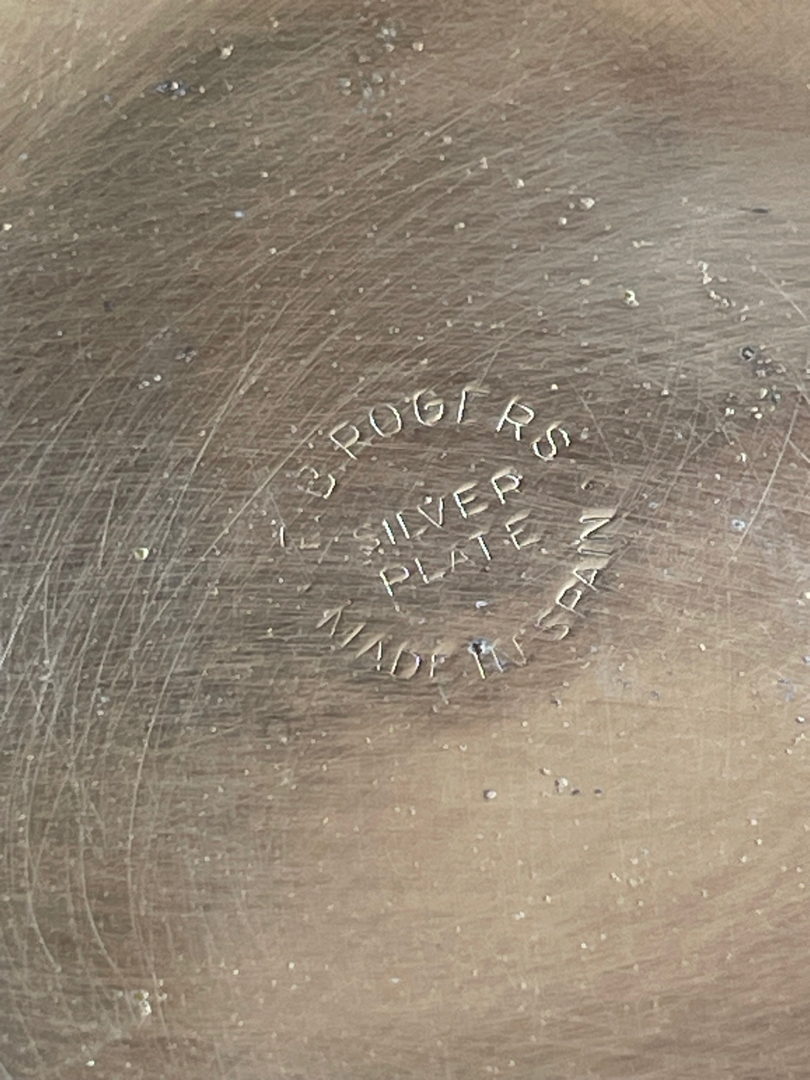 F. B. ROGERS
SILVER
PLATE
MADE IN SPAIN